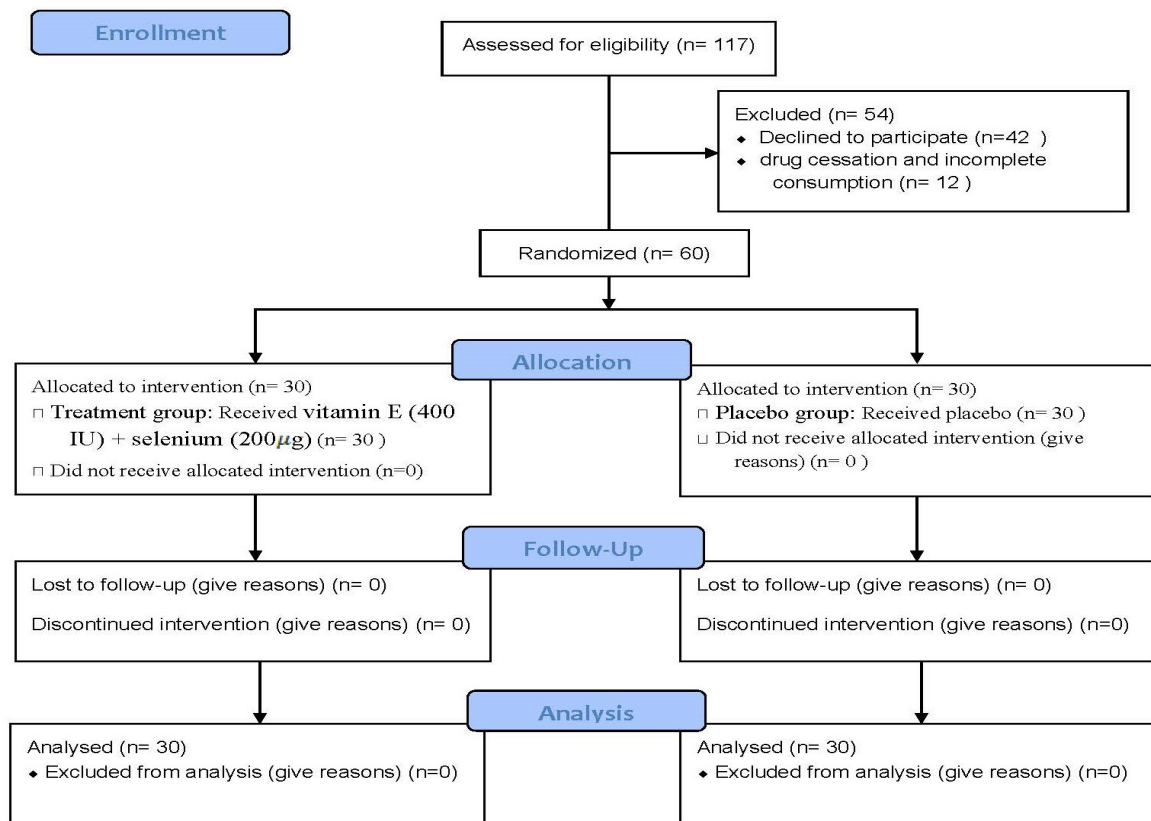 Enrollment
Assessed for eligibility (n= 117)
Excluded (n= 54)
◆ Declined to participate (n=42 )
◆ drug cessation and incomplete
consumption (n= 12 )
Randomized (n= 60)
Allocation
Allocated to intervention (n= 30)
□ Treatment group: Received vitamin E (400
IU) + selenium (200µg) (n= 30 )
□ Did not receive allocated intervention (n=0)
Allocated to intervention (n= 30)
□ Placebo group: Received placebo (n= 30 )
□ Did not receive allocated intervention (give
reasons) (n= 0 )
Follow-Up
Lost to follow-up (give reasons) (n= 0)
Discontinued intervention (give reasons) (n= 0)
Lost to follow-up (give reasons) (n= 0)
Discontinued intervention (give reasons) (n=0)
Analysis
Analysed (n= 30)
◆ Excluded from analysis (give reasons) (n=0)
Analysed (n= 30)
◆ Excluded from analysis (give reasons) (n=0)